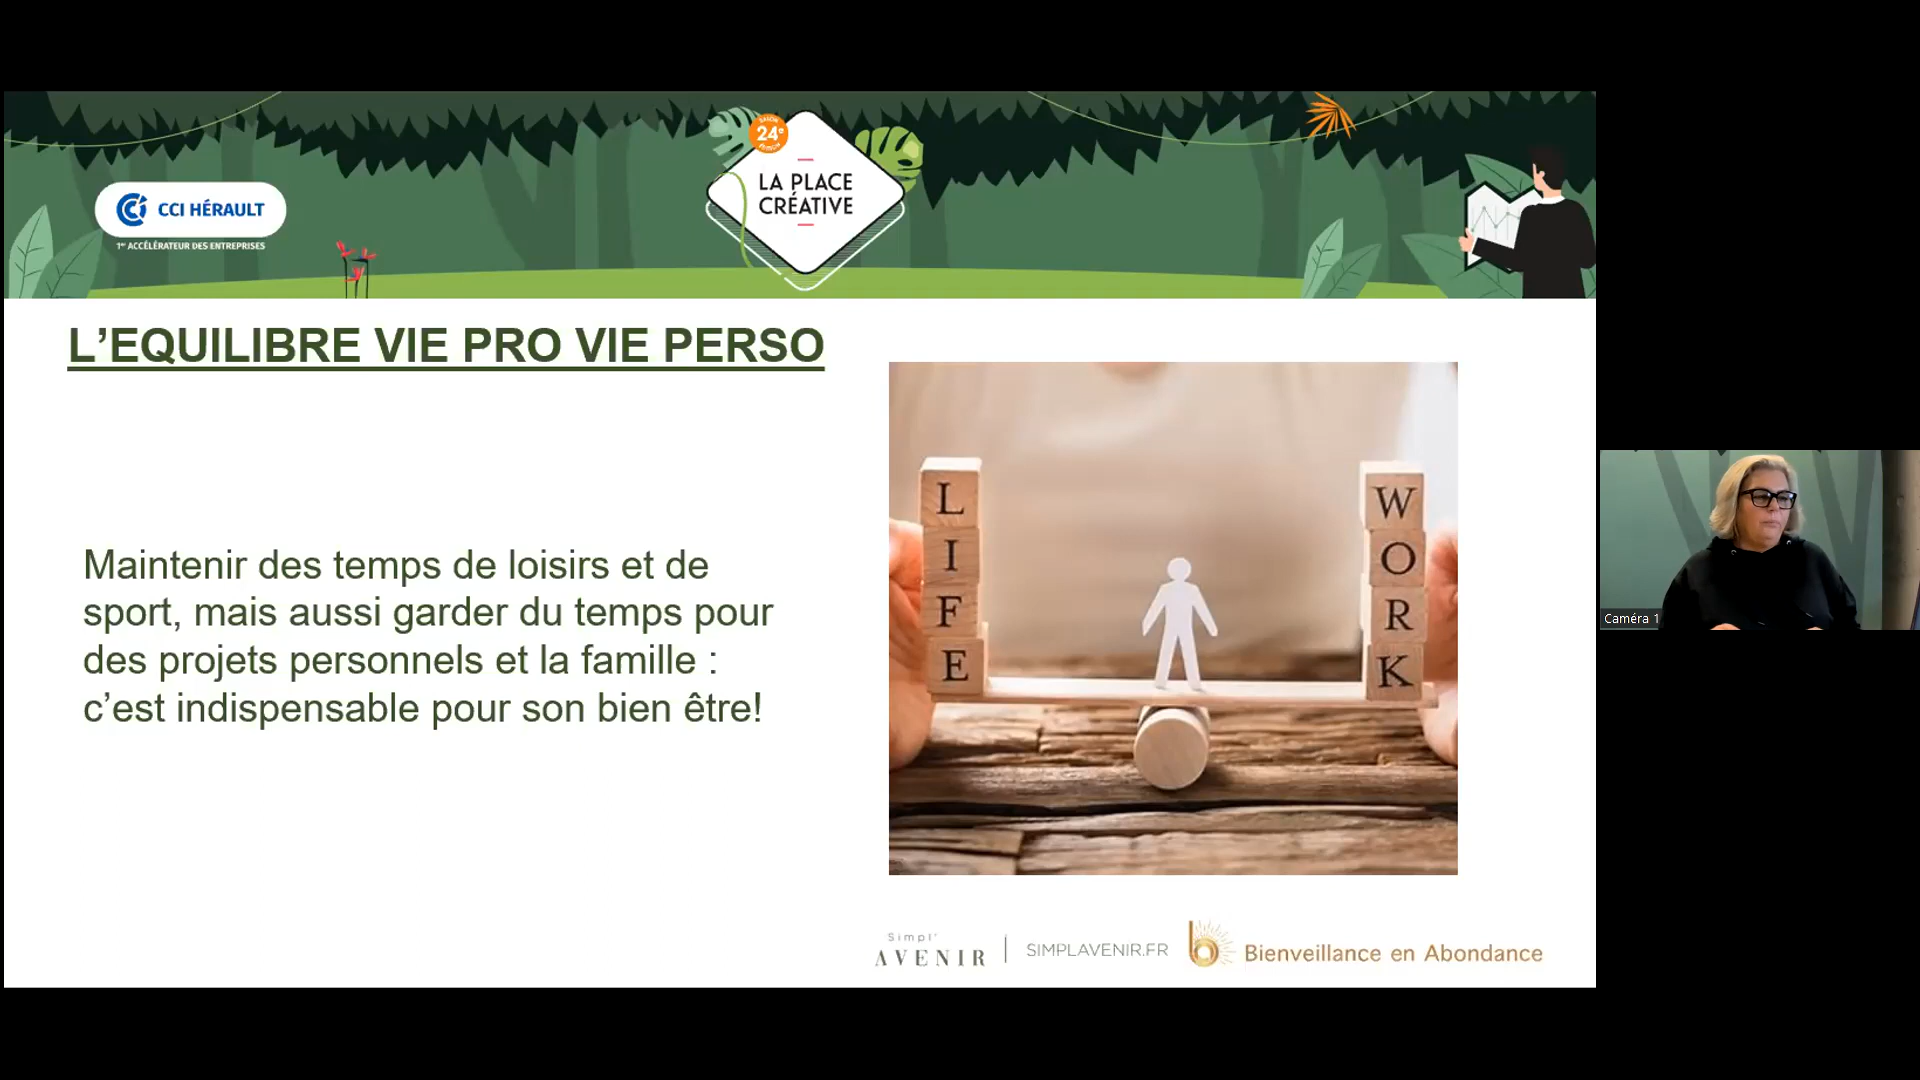 SALON
24e
ÉDITION
LA PLACE
CRÉATIVE
CCI HÉRAULT
1er ACCÉLÉRATEUR DES ENTREPRISES
L’EQUILIBRE VIE PRO VIE PERSO
Maintenir des temps de loisirs et de
sport, mais aussi garder du temps pour
des projets personnels et la famille :
c’est indispensable pour son bien être!
LIFE
WORK
Simpl'
AVENIR
SIMPLAVENIR.FR
Bienveillance en Abondance
Caméra 1